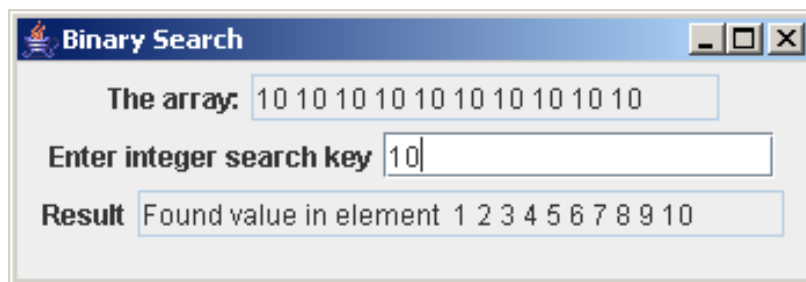 Binary Search
The array: 10 10 10 10 10 10 10 10 10 10
Enter integer search key 10
Result Found value in element 1 2 3 4 5 6 7 8 9 10